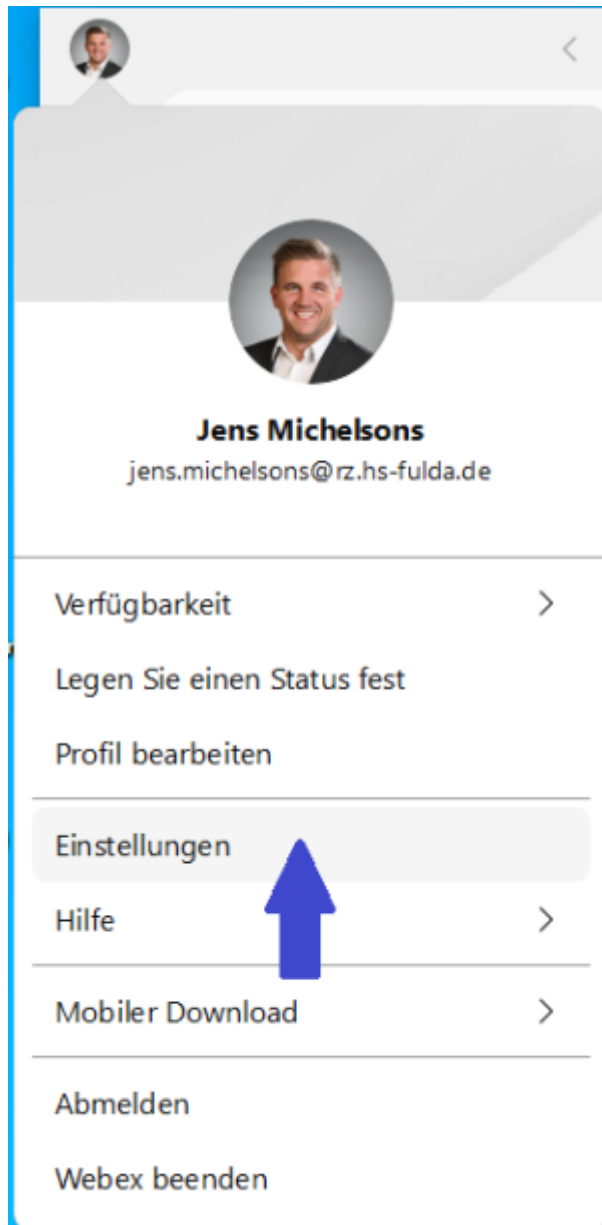 Jens Michelsons
jens.michelsons@rz.hs-fulda.de
Verfügbarkeit
Legen Sie einen Status fest
Profil bearbeiten
Einstellungen
Hilfe
Mobiler Download
Abmelden
Webex beenden